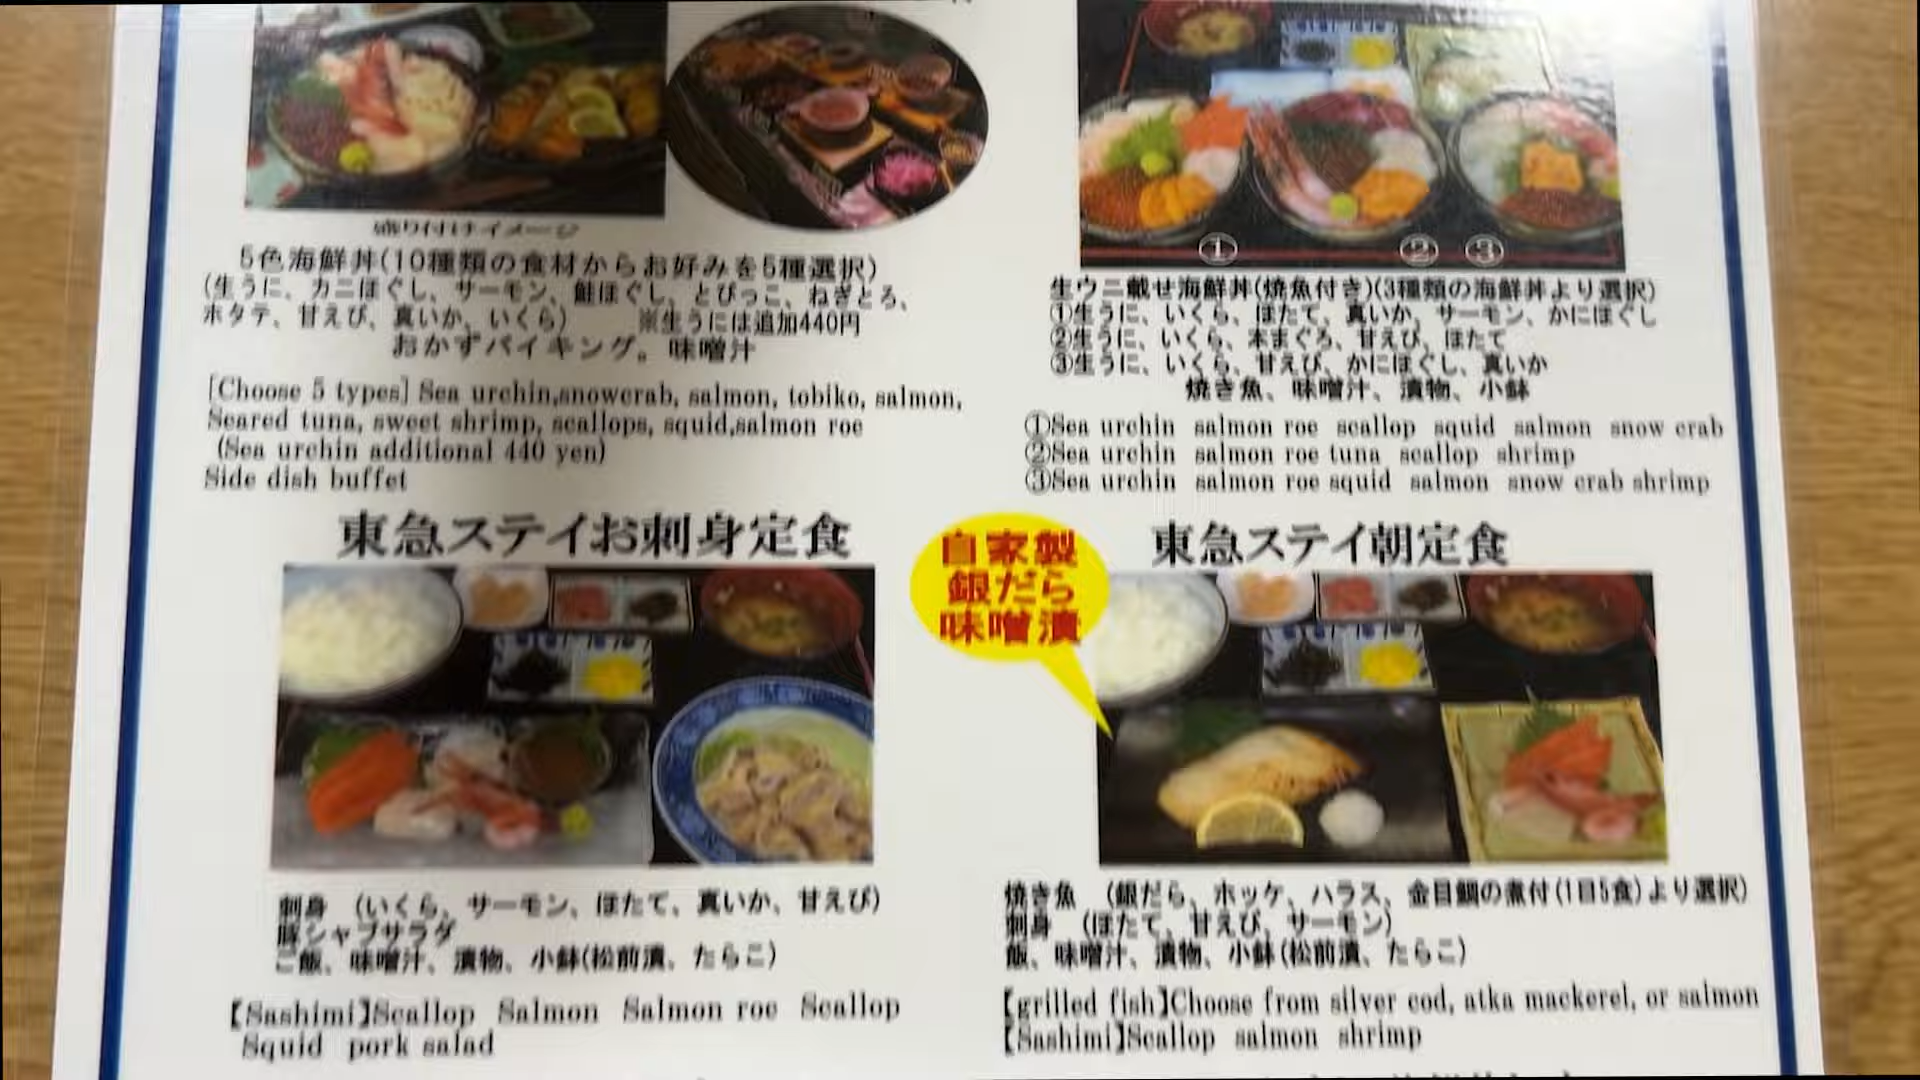 盛り付けイメージ
5色海鮮丼(10種類の食材からお好みを5種選択)
(生うに、カニほぐし、サーモン、鮭ほぐし、とびっこ、ねぎとろ、
ホタテ、甘えび、真いか、いくら) ※生うには追加440円
おかずバイキング。味噌汁
[Choose 5 types] Sea urchin,snowcrab, salmon, tobiko, salmon,
Seared tuna, sweet shrimp, scallops, squid,salmon roe
(Sea urchin additional 440 yen)
Side dish buffet
① ② ③
生ウニ載せ海鮮丼(焼魚付き)(3種類の海鮮丼より選択)
①生うに、いくら、ほたて、真いか、サーモン、かにほぐし
②生うに、いくら、本まぐろ、甘えび、ほたて
③生うに、いくら、甘えび、かにほぐし、真いか
焼き魚、味噌汁、漬物、小鉢
①Sea urchin salmon roe scallop squid salmon snow crab
②Sea urchin salmon roe tuna scallop shrimp
③Sea urchin salmon roe squid salmon snow crab shrimp
東急ステイお刺身定食
刺身 (いくら、サーモン、ほたて、真いか、甘えび)
豚シャブサラダ
ご飯、味噌汁、漬物、小鉢(松前漬、たらこ)
【Sashimi】Scallop Salmon Salmon roe Scallop
Squid pork salad
自家製
銀だら
味噌漬
東急ステイ朝定食
焼き魚 (銀だら、ホッケ、ハラス、金目鯛の煮付(1日5食)より選択)
刺身 (ほたて、甘えび、サーモン)
飯、味噌汁、漬物、小鉢(松前漬、たらこ)
【grilled fish】Choose from silver cod, atka mackerel, or salmon
【Sashimi】Scallop salmon shrimp